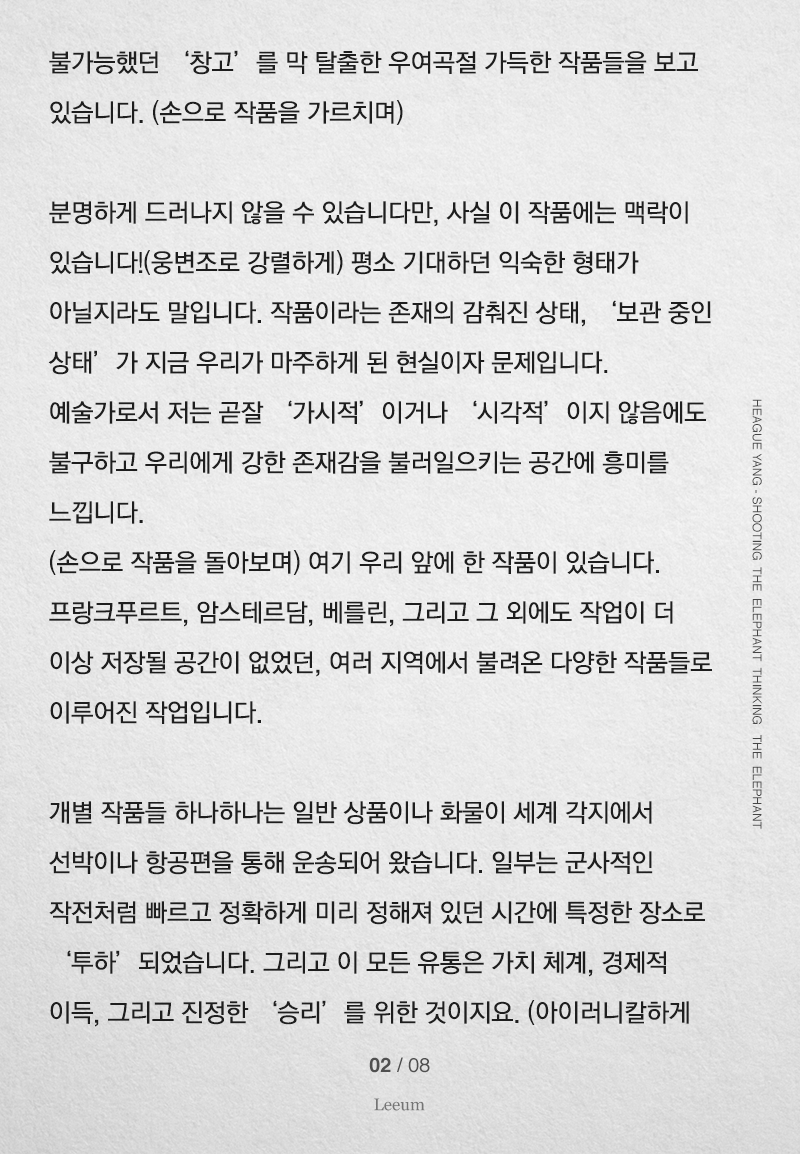 불가능했던 ‘창고’를 막 탈출한 우여곡절 가득한 작품들을 보고
있습니다. (손으로 작품을 가르치며)
분명하게 드러나지 않을 수 있습니다만, 사실 이 작품에는 맥락이
있습니다!(웅변조로 강렬하게) 평소 기대하던 익숙한 형태가
아닐지라도 말입니다. 작품이라는 존재의 감춰진 상태, ‘보관 중인
상태’가 지금 우리가 마주하게 된 현실이자 문제입니다.
예술가로서 저는 곧잘 ‘가시적’이거나 ‘시각적’이지 않음에도
불구하고 우리에게 강한 존재감을 불러일으키는 공간에 흥미를
느낍니다.
(손으로 작품을 돌아보며) 여기 우리 앞에 한 작품이 있습니다.
프랑크푸르트, 암스테르담, 베를린, 그리고 그 외에도 작업이 더
이상 저장될 공간이 없었던, 여러 지역에서 불려온 다양한 작품들로
이루어진 작업입니다.
개별 작품들 하나하나는 일반 상품이나 화물이 세계 각지에서
선박이나 항공편을 통해 운송되어 왔습니다. 일부는 군사적인
작전처럼 빠르고 정확하게 미리 정해져 있던 시간에 특정한 장소로
‘투하’되었습니다. 그리고 이 모든 유통은 가치 체계, 경제적
이득, 그리고 진정한 ‘승리’를 위한 것이지요. (아이러니칼하게
HEAGUE YANG - SHOOTING THE ELEPHANT THINKING THE ELEPHANT
02 / 08
Leeum